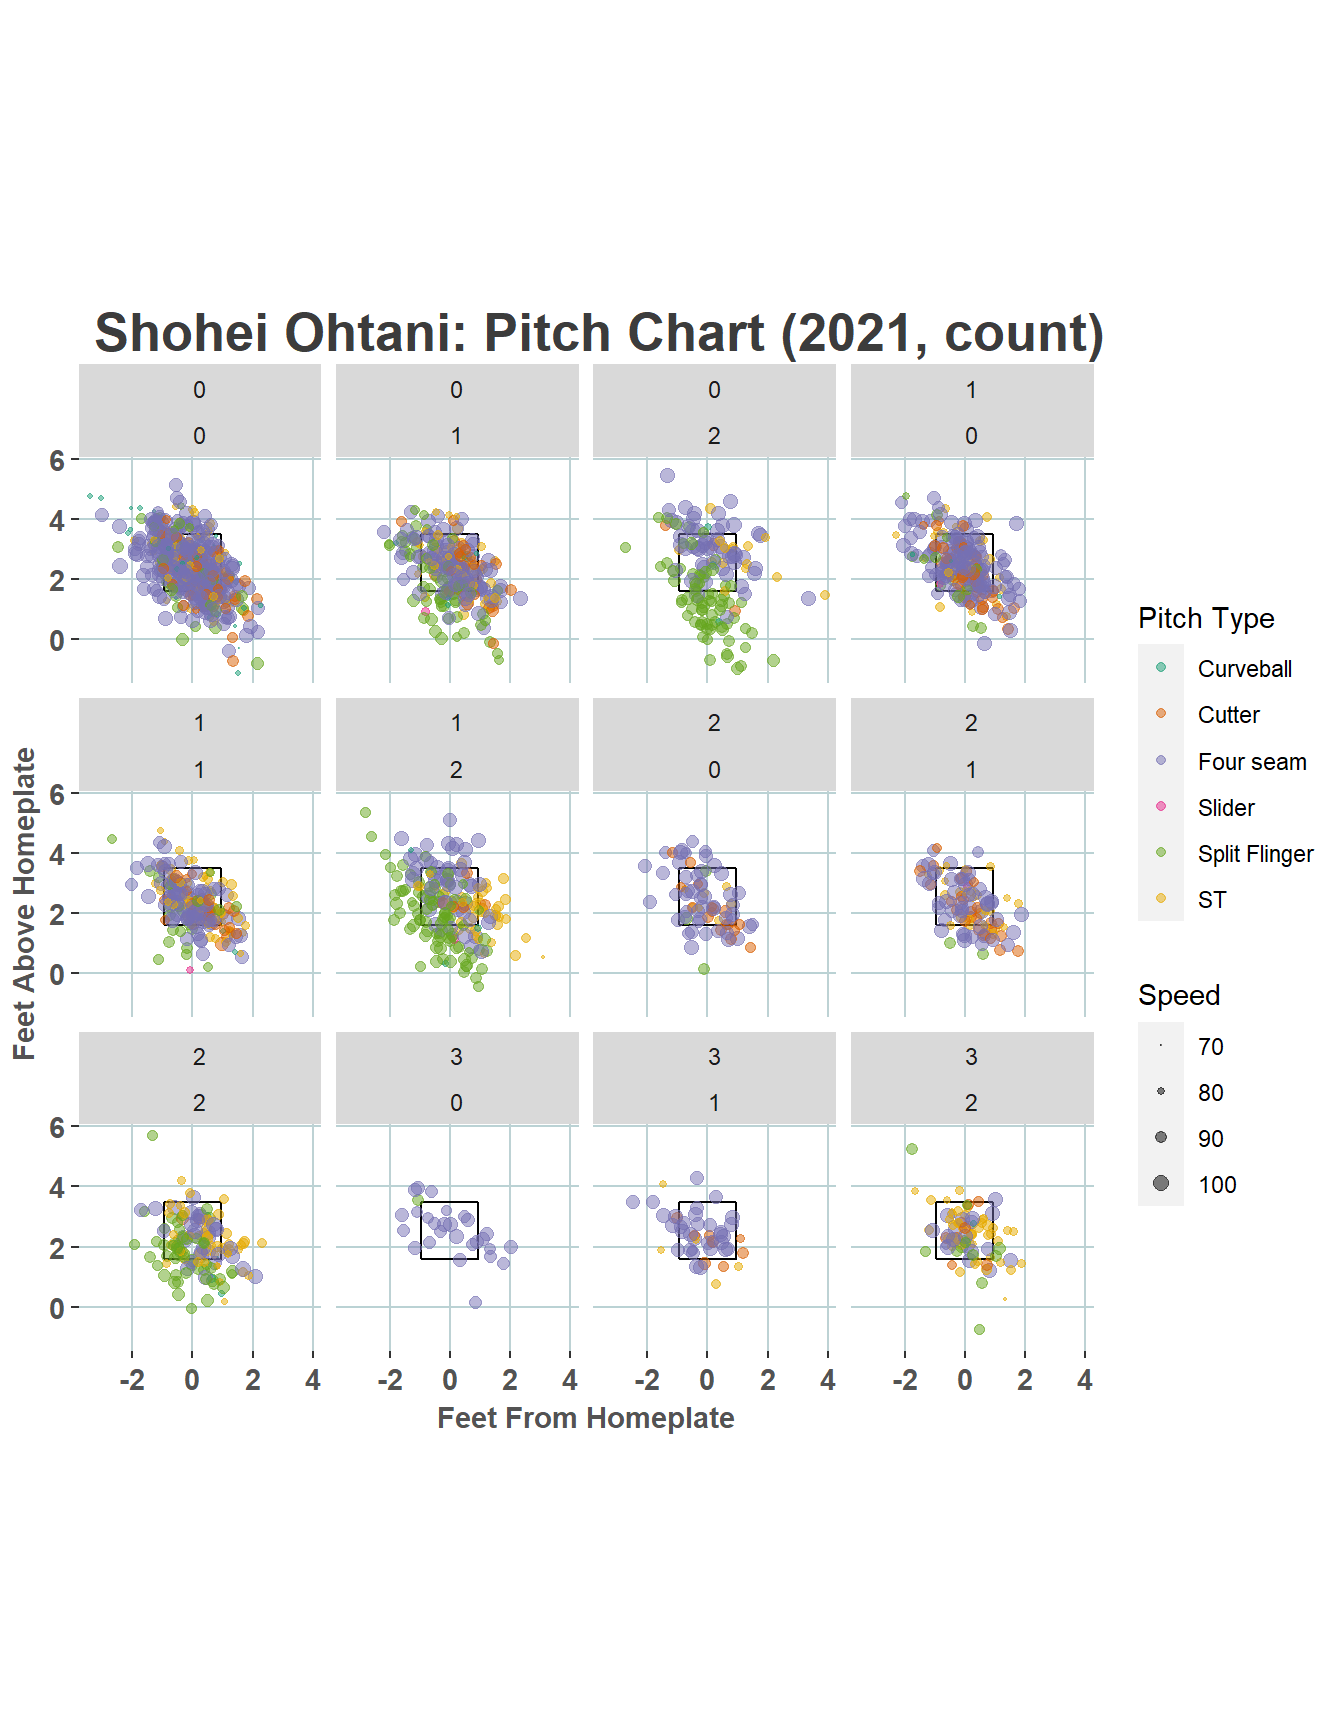 Shohei Ohtani: Pitch Chart (2021, count)
0 0 0 1
0 1 2 0
6
4
2
0
1 1 2 2
1 2 0 1
6
4
2
0
2 3 3 3
2 0 1 2
6
4
2
0
-2 0 2 4 -2 0 2 4 -2 0 2 4 -2 0 2 4
Feet From Homeplate
Feet Above Homeplate
Pitch Type
Curveball
Cutter
Four seam
Slider
Split Flinger
ST
Speed
70
80
90
100